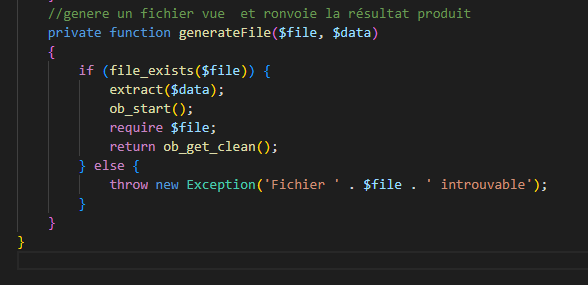 //genere un fichier vue  et ronvoie la résultat produit
private function generateFile($file, $data)
{
if (file_exists($file)) {
extract($data);
ob_start();
require $file;
return ob_get_clean();
} else {
throw new Exception('Fichier ' . $file . ' introuvable');
}
}
}